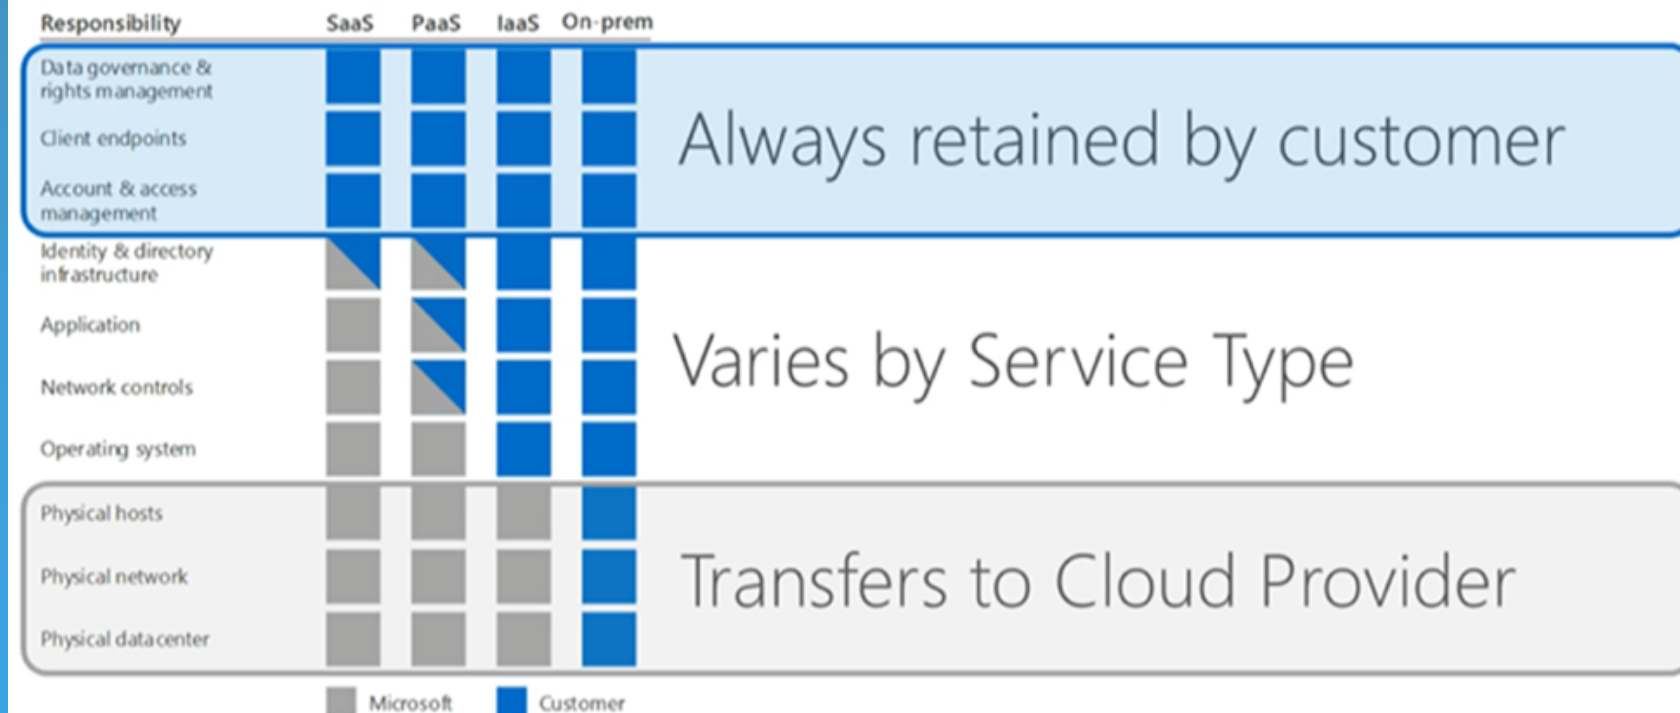 Responsibility SaaS PaaS IaaS On-prem
Data governance &
rights management
Client endpoints
Account & access
management
Always retained by customer
Identity & directory
infrastructure
Application
Network controls
Operating system
Varies by Service Type
Physical hosts
Physical network
Physical datacenter
Transfers to Cloud Provider
Microsoft Customer